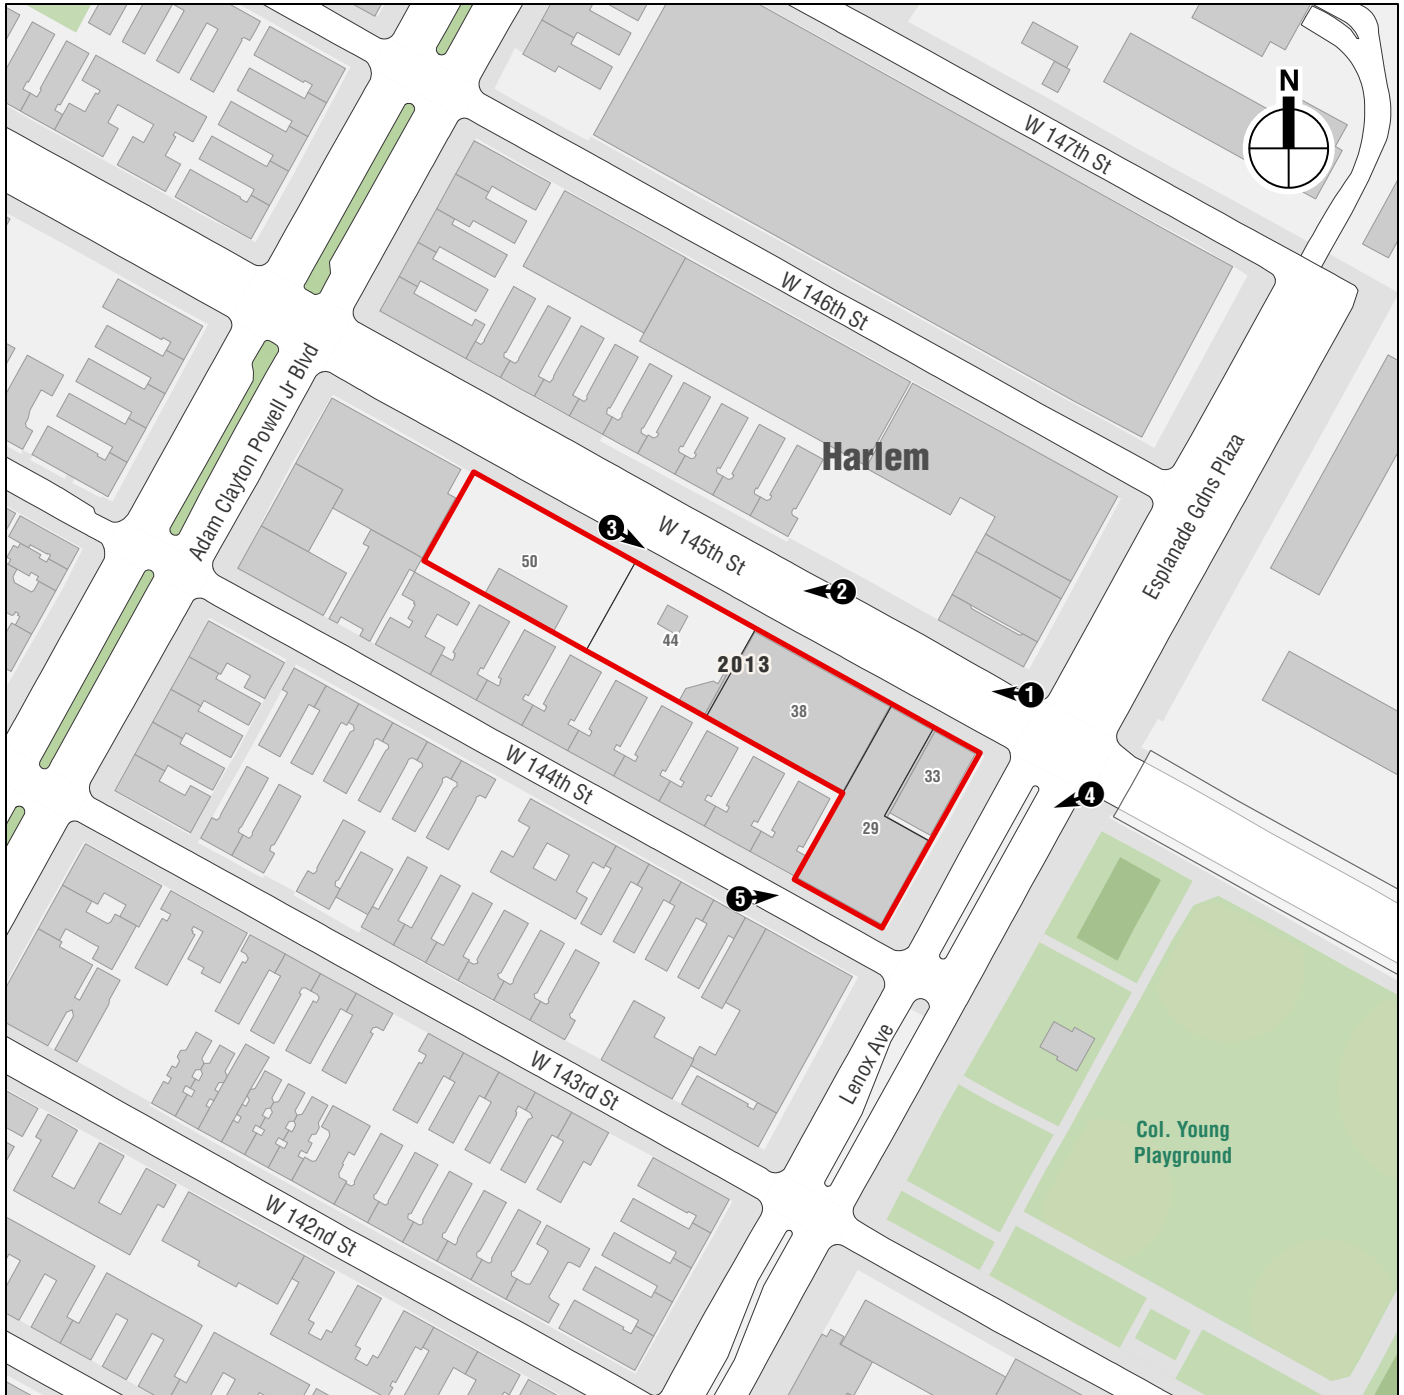 N
W 147th St
W 146th St
Harlem
Adam Clayton Powell Jr Blvd
Esplanade Gdns Plaza
3
W 145th St
50
2
44
2013
1
38
33
4
W 144th St
29
5
Lenox Ave
W 143rd St
Col. Young
Playground
W 142nd St